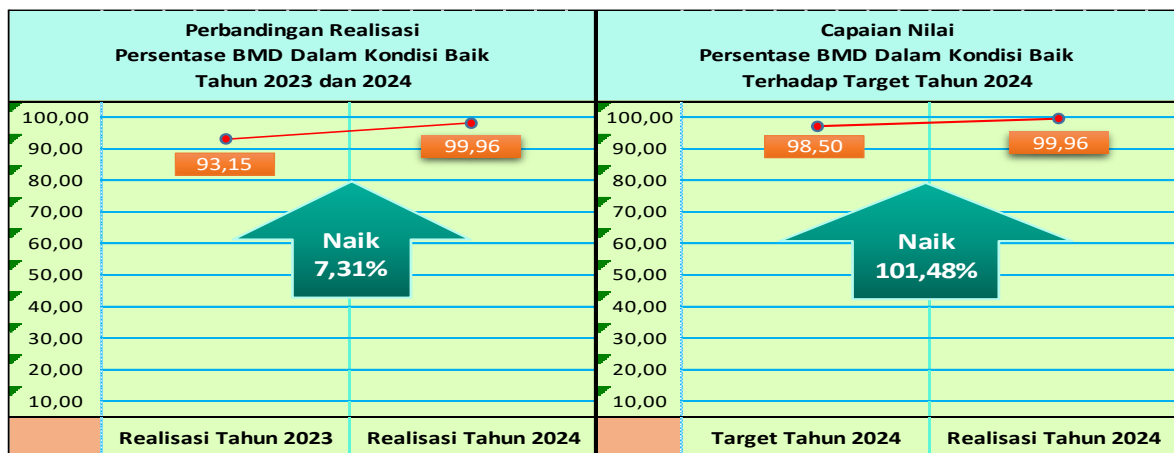 Perbandingan Realisasi
Persentase BMD Dalam Kondisi Baik
Tahun 2023 dan 2024
100,00
90,00
80,00
70,00
60,00
50,00
40,00
30,00
20,00
10,00
93,15
99,96
Naik
7,31%
Realisasi Tahun 2023
Realisasi Tahun 2024
Capaian Nilai
Persentase BMD Dalam Kondisi Baik
Terhadap Target Tahun 2024
100,00
90,00
80,00
70,00
60,00
50,00
40,00
30,00
20,00
10,00
98,50
99,96
Naik
101,48%
Target Tahun 2024
Realisasi Tahun 2024